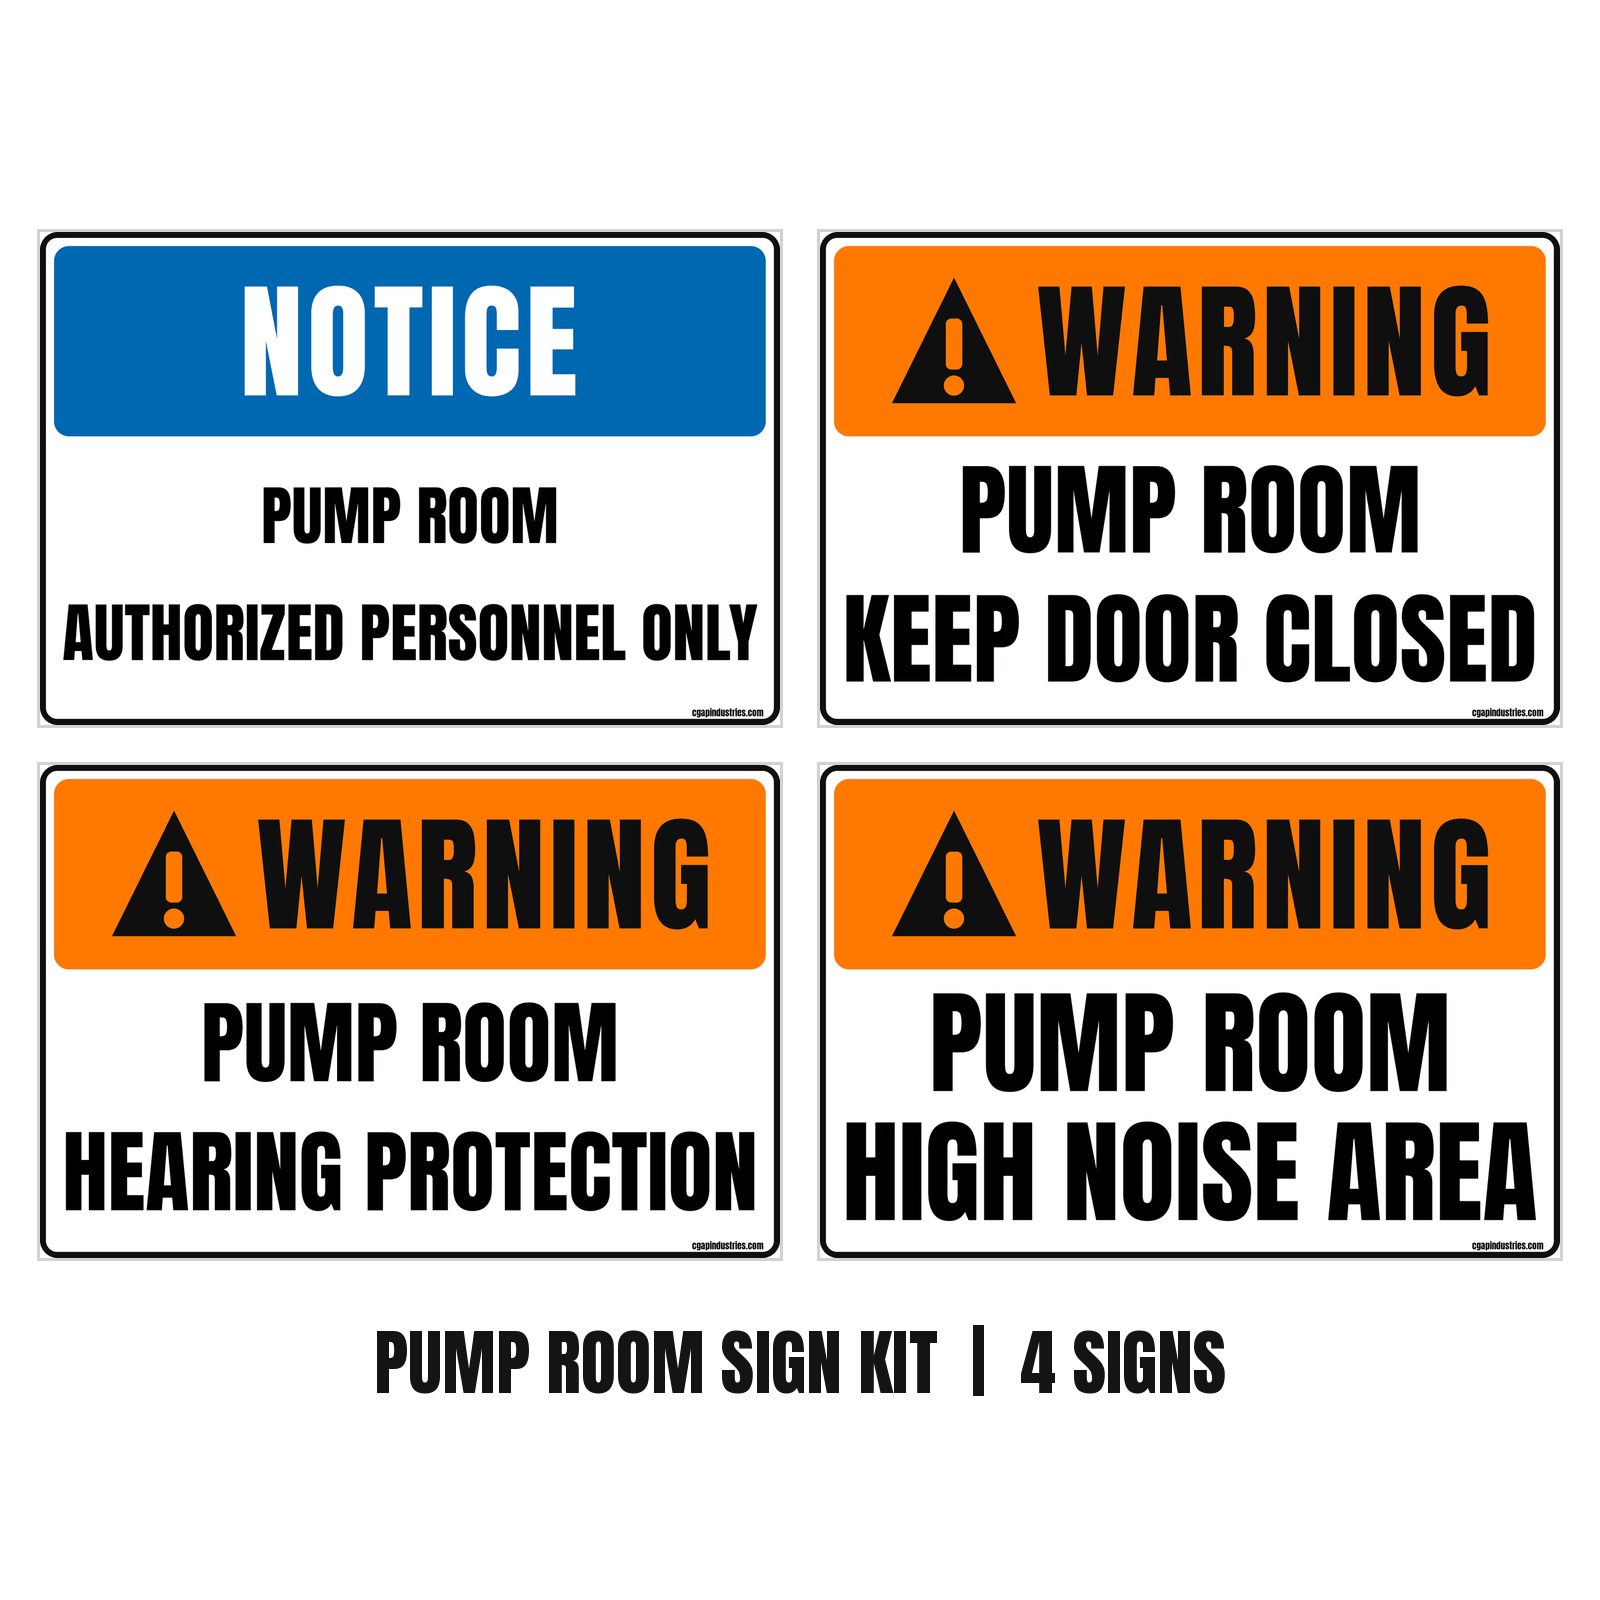 NOTICE
PUMP ROOM
AUTHORIZED PERSONNEL ONLY
cgapindustries.com
WARNING
PUMP ROOM
KEEP DOOR CLOSED
cgapindustries.com
WARNING
PUMP ROOM
HEARING PROTECTION
cgapindustries.com
WARNING
PUMP ROOM
HIGH NOISE AREA
cgapindustries.com
PUMP ROOM SIGN KIT | 4 SIGNS